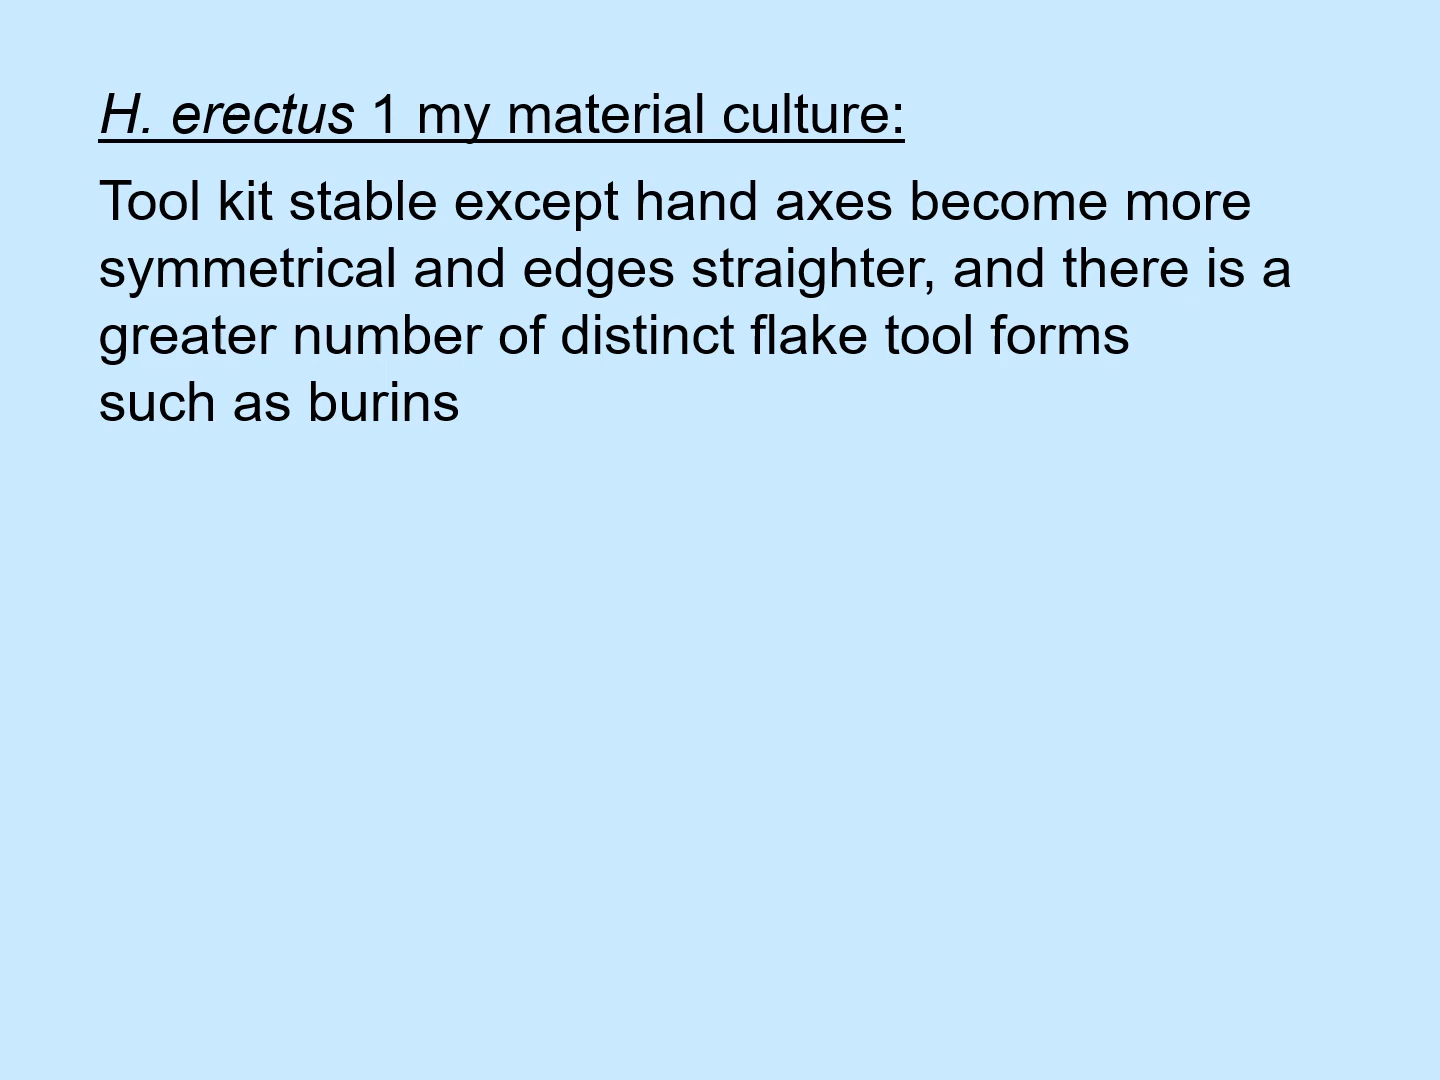 H. erectus 1 my material culture:
Tool kit stable except hand axes become more
symmetrical and edges straighter, and there is a
greater number of distinct flake tool forms
such as burins